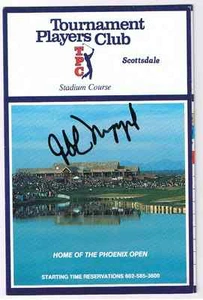 Tournament
Players Club
TPC
Scottsdale
Stadium Course
HOME OF THE PHOENIX OPEN
STARTING TIME RESERVATIONS 602-585-3600